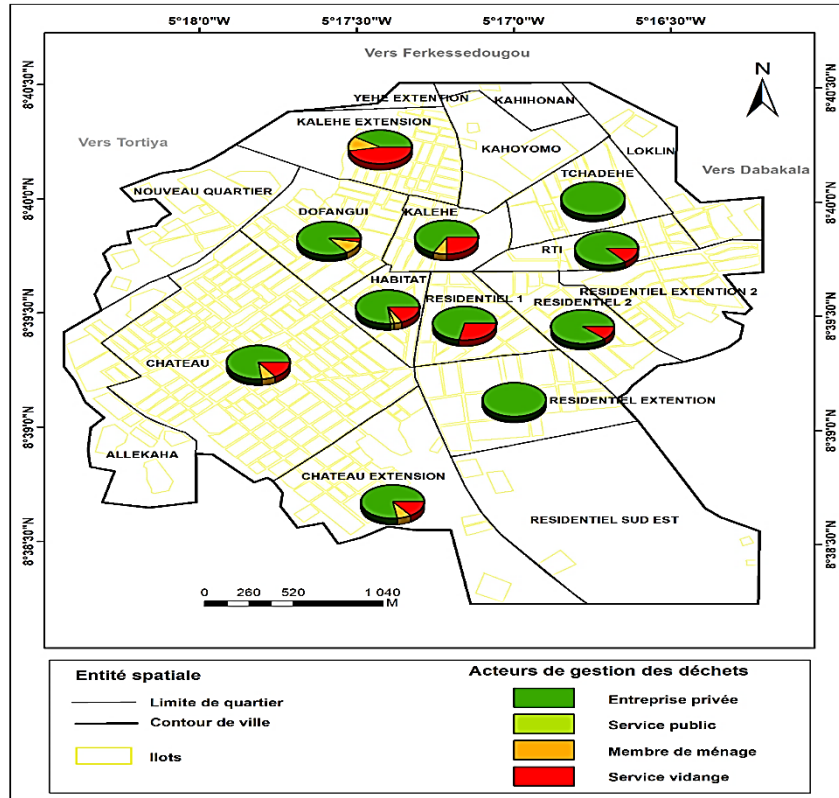 5°18'0"W 5°17'30"W 5°17'0"W 5°16'30"W
Vers Ferkessedougou
8°40'30"N
8°40'30"N
N
YEHE EXTENTION
KAHIHONAN
KALEHE EXTENSION
Vers Tortiya
KAHOYOMO
LOKLIN
TCHADEHE
Vers Dabakala
NOUVEAU QUARTIER
8°40'0"N
8°40'0"N
DOFANGUI
KALEHE
RTI
HABITAT
RESIDENTIEL EXTENTION 2
RESIDENTIEL 1
RESIDENTIEL 2
8°39'30"N
8°39'30"N
CHATEAU
RESIDENTIEL EXTENTION
8°39'0"N
8°39'0"N
ALLEKAHA
CHATEAU EXTENSION
RESIDENTIEL SUD EST
8°38'30"N
8°38'30"N
0 260 520 1 040
M
Entité spatiale
Limite de quartier
Contour de ville
Ilots
Acteurs de gestion des déchets
Entreprise privée
Service public
Membre de ménage
Service vidange